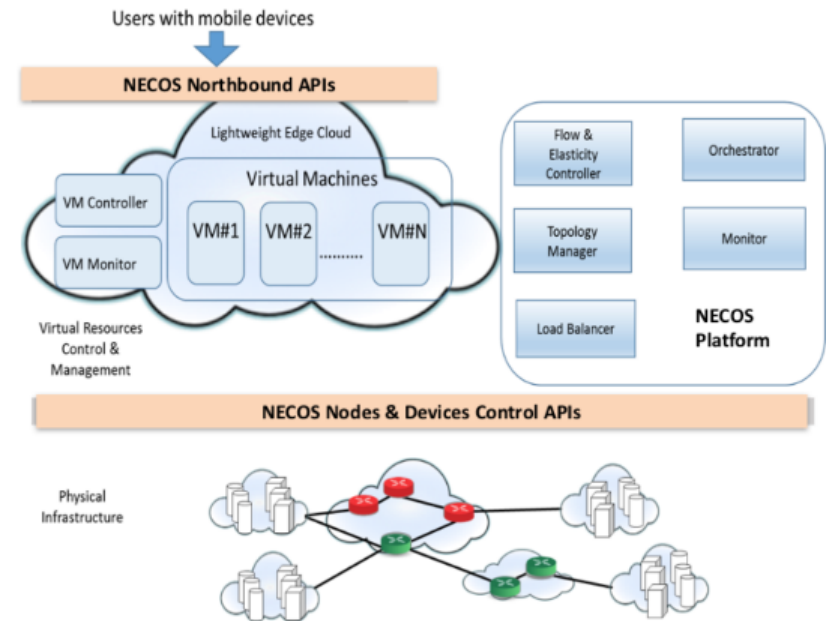 Users with mobile devices
NECOS Northbound APIs
Lightweight Edge Cloud
Virtual Machines
VM Controller
VM Monitor
VM#1
VM#2
..........
VM#N
Virtual Resources
Control &
Management
Flow &
Elasticity
Controller
Orchestrator
Topology
Manager
Monitor
Load Balancer
NECOS
Platform
NECOS Nodes & Devices Control APIs
Physical
Infrastructure